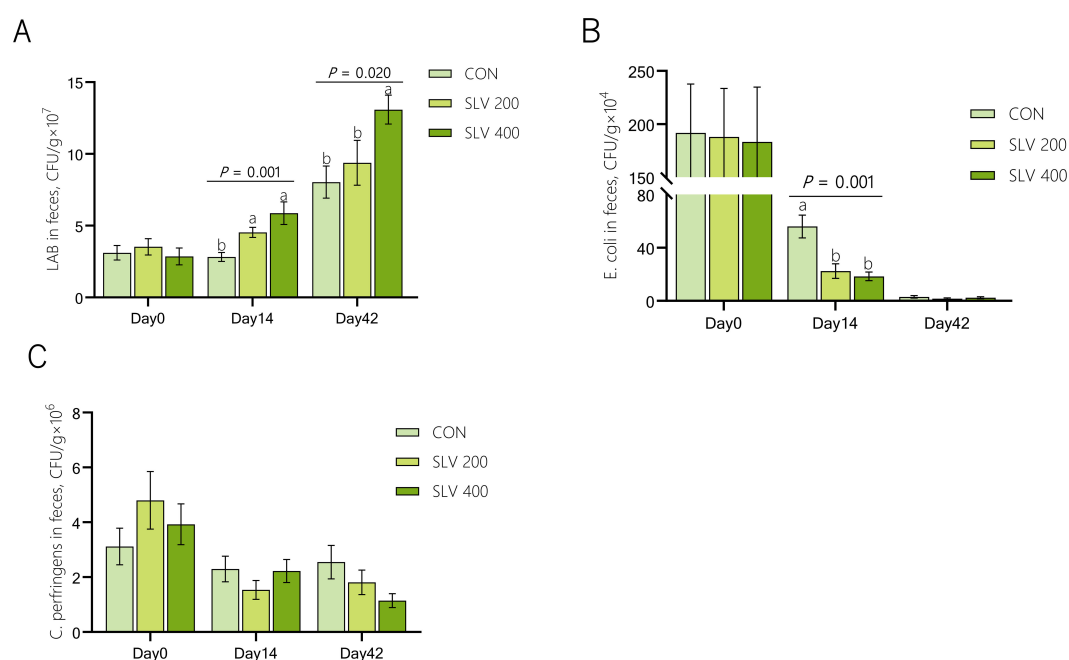 A
LAB in feces, CFU/g×10⁷
15
10
5
0
P = 0.001
P = 0.020
b
a
a
b
b
a
Day0
Day14
Day42
CON
SLV 200
SLV 400
B
E. coli in feces, CFU/g×10⁴
250
200
150
80
40
0
P = 0.001
a
b
b
Day0
Day14
Day42
CON
SLV 200
SLV 400
C
C. perfringens in feces, CFU/g×10⁶
8
6
4
2
0
Day0
Day14
Day42
CON
SLV 200
SLV 400